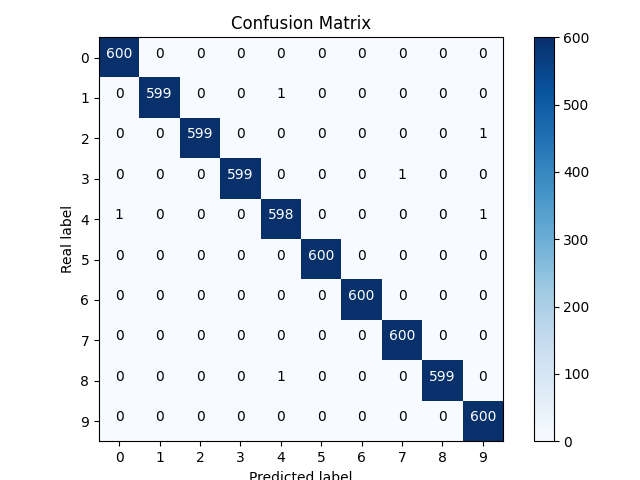 Confusion Matrix
0 600 0 0 0 0 0 0 0 0 0
1 0 599 0 0 1 0 0 0 0 0
2 0 0 599 0 0 0 0 0 0 1
3 0 0 0 599 0 0 0 1 0 0
4 1 0 0 0 598 0 0 0 0 1
5 0 0 0 0 0 600 0 0 0 0
6 0 0 0 0 0 0 600 0 0 0
7 0 0 0 0 0 0 0 600 0 0
8 0 0 0 0 1 0 0 0 599 0
9 0 0 0 0 0 0 0 0 0 600
0 1 2 3 4 5 6 7 8 9
Real label
Predicted label
600
500
400
300
200
100
0